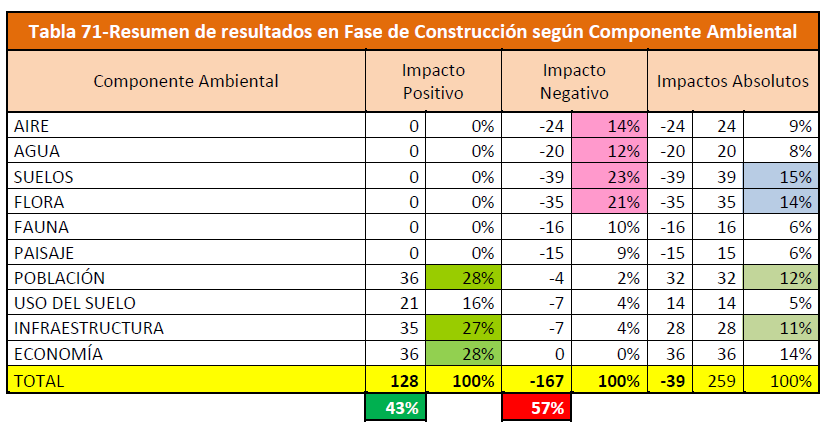 Tabla 71-Resumen de resultados en Fase de Construcción según Componente Ambiental
Componente Ambiental Impacto Positivo Impacto Negativo Impactos Absolutos
AIRE 0 0% -24 14% -24 24 9%
AGUA 0 0% -20 12% -20 20 8%
SUELOS 0 0% -39 23% -39 39 15%
FLORA 0 0% -35 21% -35 35 14%
FAUNA 0 0% -16 10% -16 16 6%
PAISAJE 0 0% -15 9% -15 15 6%
POBLACIÓN 36 28% -4 2% 32 32 12%
USO DEL SUELO 21 16% -7 4% 14 14 5%
INFRAESTRUCTURA 35 27% -7 4% 28 28 11%
ECONOMÍA 36 28% 0 0% 36 36 14%
TOTAL 128 100% -167 100% -39 259 100%
43% 57%